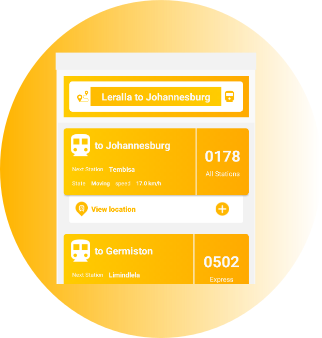 Leralla to Johannesburg
to Johannesburg
0178
Next Station Tembisa
All Stations
State Moving speed 17.0 km/h
View location
to Germiston
0502
Next Station Limindlela
Express